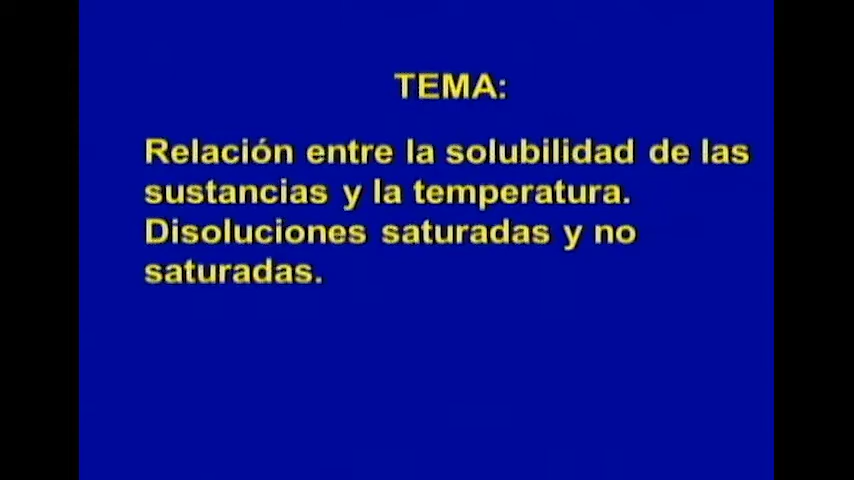 TEMA:
Relación entre la solubilidad de las
sustancias y la temperatura.
Disoluciones saturadas y no
saturadas.